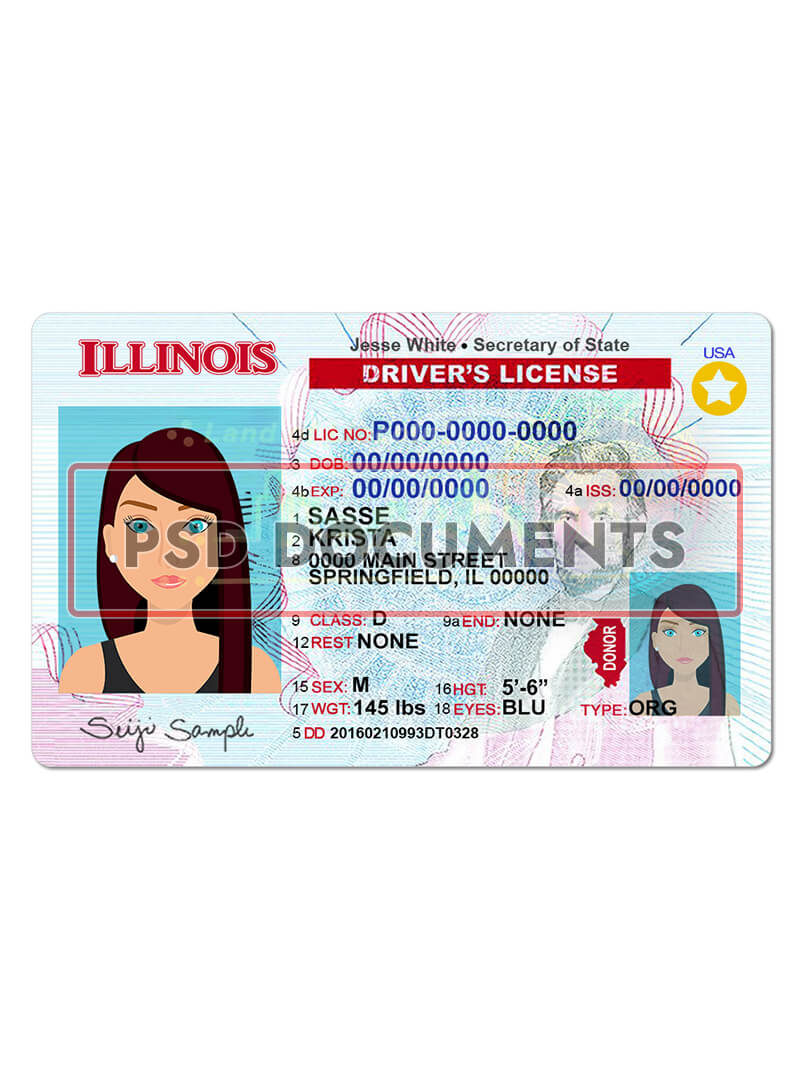 ILLINOIS
Jesse White • Secretary of State
DRIVER'S LICENSE
USA
4d LIC NO: P000-0000-0000
3 DOB: 00/00/0000
4b EXP: 00/00/0000 4a ISS: 00/00/0000
1 SASSE
2 KRISTA
8 0000 MAIN STREET
SPRINGFIELD, IL 00000
PSD DOCUMENTS
9 CLASS: D 9a END: NONE
12 REST NONE
DONOR
15 SEX: M 16 HGT: 5'-6"
17 WGT: 145 lbs 18 EYES: BLU TYPE: ORG
5 DD 20160210993DT0328
Seiji Sample